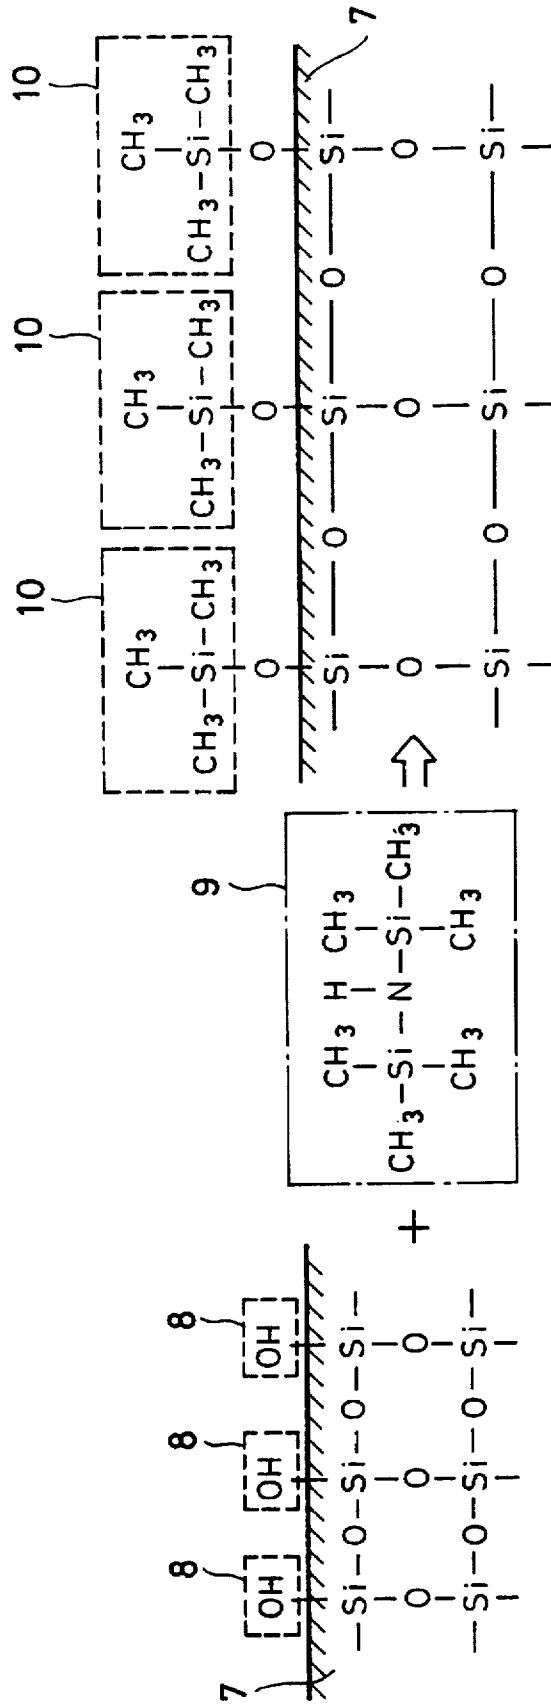 10 10 10
CH3 CH3 CH3
CH3–Si–CH3 CH3–Si–CH3 CH3–Si–CH3
O O O
7
–Si—O—Si—O—Si–
O O O
–Si—O—Si—O—Si–
8 8 8
OH OH OH
7
–Si–O–Si–O–Si–
O O O
–Si–O–Si–O–Si–
+
9
CH3 H CH3
CH3–Si–N–Si–CH3
CH3 CH3
⇒